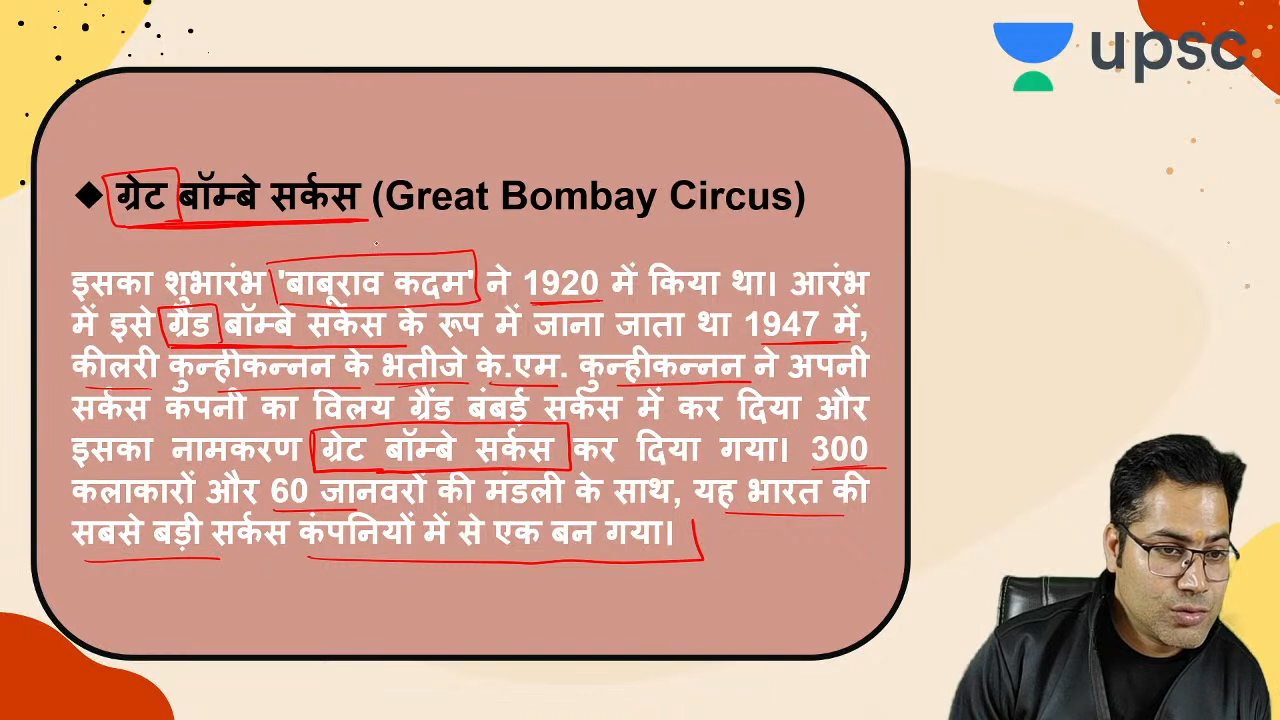 upsc
◆ ग्रेट बॉम्बे सर्कस (Great Bombay Circus)
इसका शुभारंभ 'बाबूराव कदम' ने 1920 में किया था। आरंभ
में इसे ग्रैंड बॉम्बे सर्कस के रूप में जाना जाता था 1947 में,
कीलरी कुन्हीकन्नन के भतीजे के.एम. कुन्हीकन्नन ने अपनी
सर्कस कंपनी का विलय ग्रैंड बंबई सर्कस में कर दिया और
इसका नामकरण ग्रेट बॉम्बे सर्कस कर दिया गया। 300
कलाकारों और 60 जानवरों की मंडली के साथ, यह भारत की
सबसे बड़ी सर्कस कंपनियों में से एक बन गया।